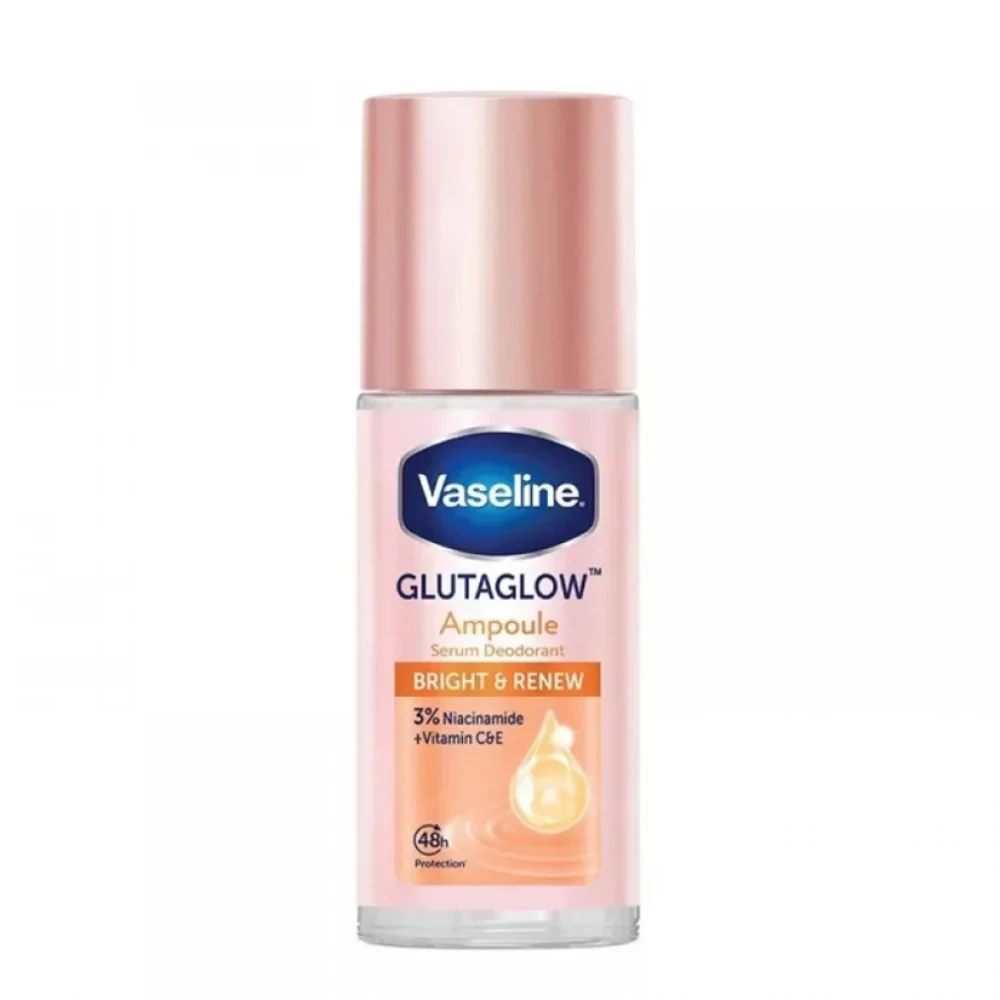 Vaseline.
GLUTAGLOW™
Ampoule
Serum Deodorant
BRIGHT & RENEW
3% Niacinamide
+Vitamin C&E
48h
Protection*